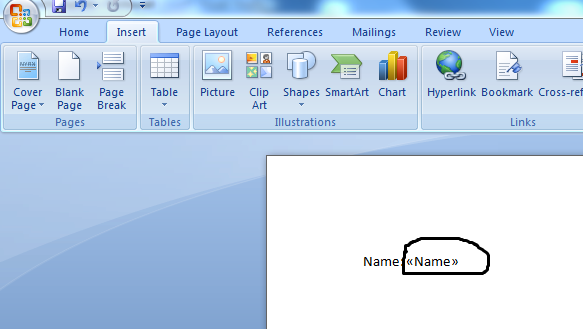 Home Insert Page Layout References Mailings Review View
Cover Page Blank Page Page Break Table Picture Clip Art Shapes SmartArt Chart Hyperlink Bookmark Cross-ref
Pages Tables Illustrations Links
Name: «Name»